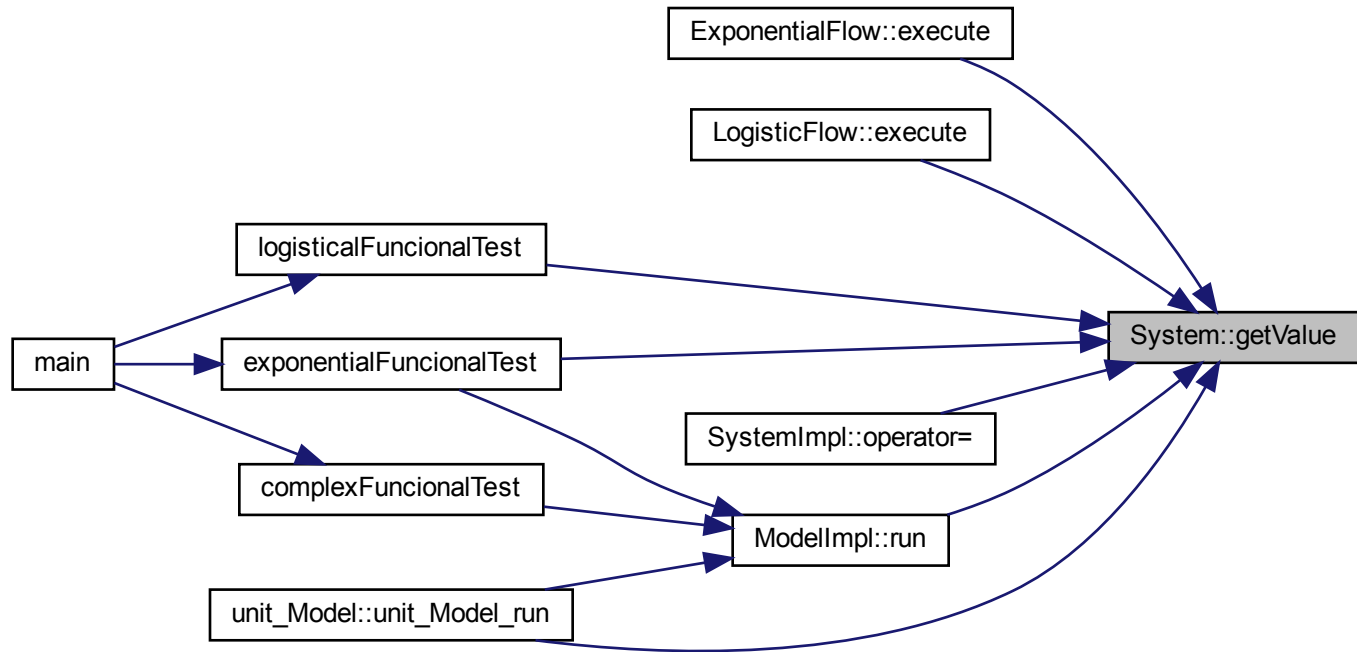 ExponentialFlow::execute
LogisticFlow::execute
logisticalFuncionalTest
System::getValue
main
exponentialFuncionalTest
SystemImpl::operator=
complexFuncionalTest
ModelImpl::run
unit_Model::unit_Model_run